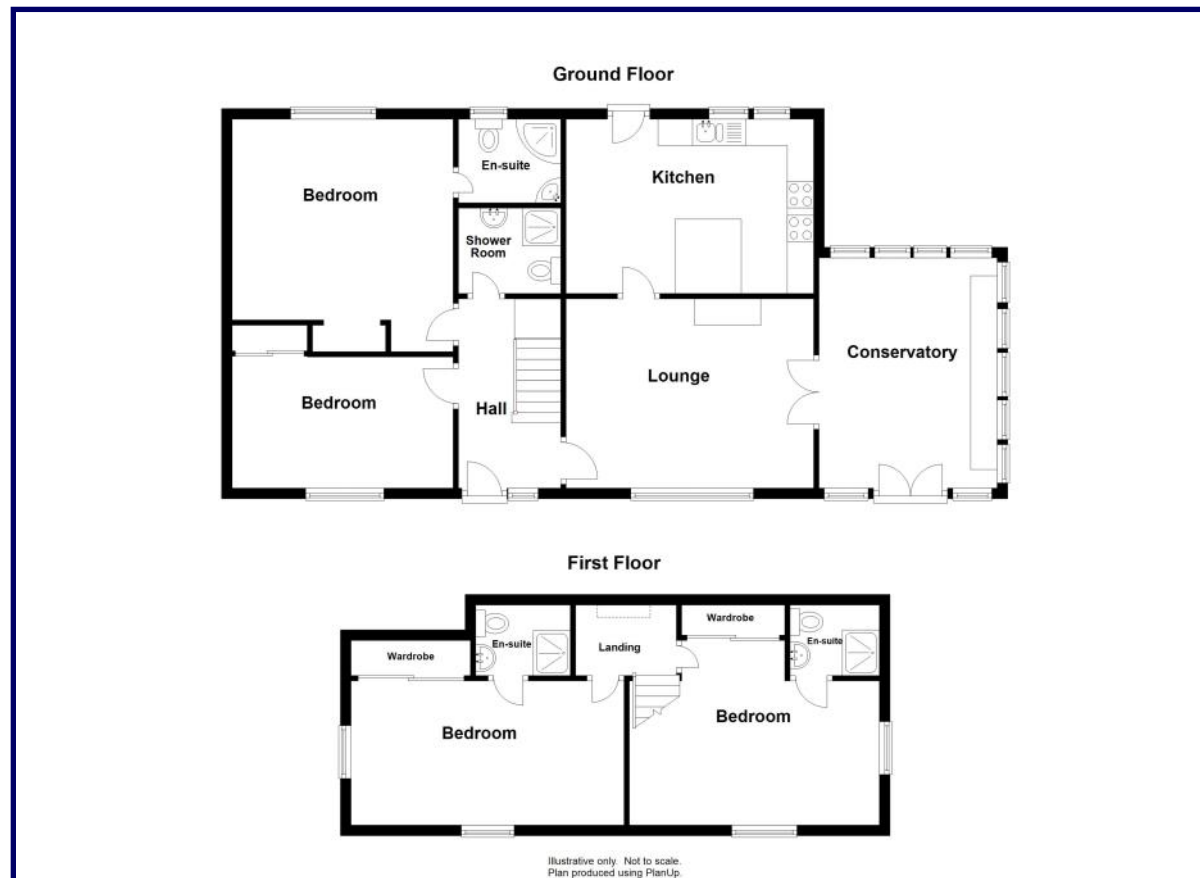 Ground Floor
En-suite
Bedroom
Kitchen
Shower
Room
Conservatory
Lounge
Bedroom
Hall
First Floor
Wardrobe
En-suite
En-suite
Landing
Wardrobe
Bedroom
Bedroom
Illustrative only. Not to scale.
Plan produced using PlanUp.